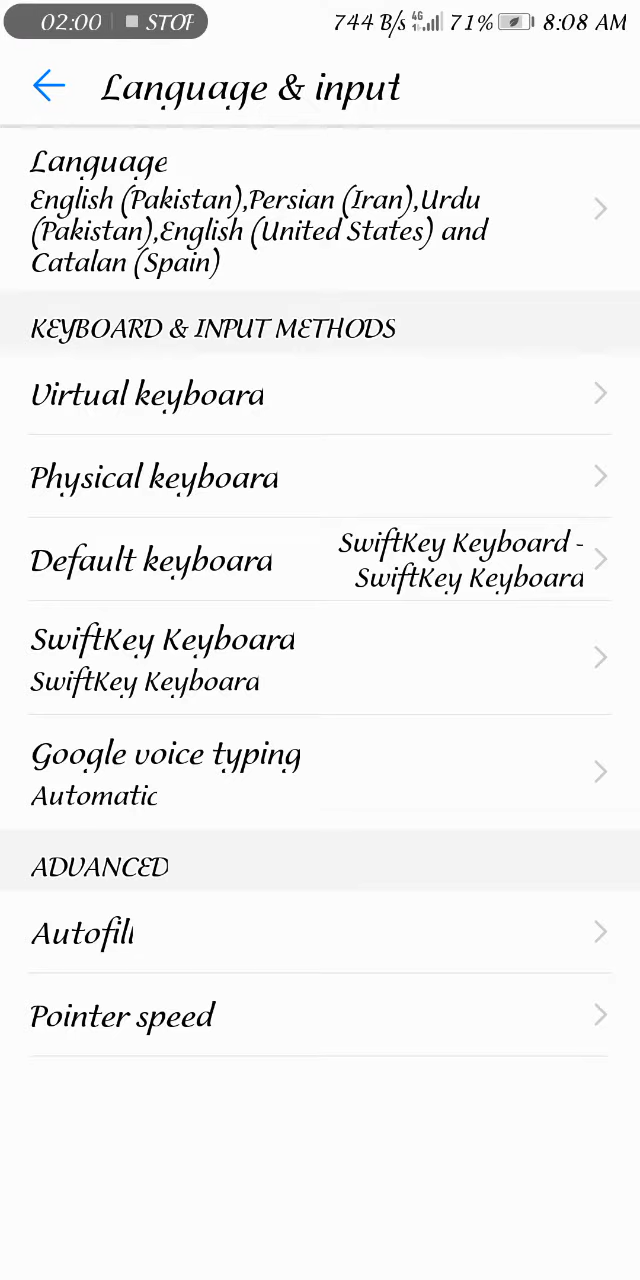 02:00 STOP 744 B/s 4G 71% 8:08 AM
Language & input
Language
English (Pakistan),Persian (Iran),Urdu
(Pakistan),English (United States) and
Catalan (Spain)
KEYBOARD & INPUT METHODS
Virtual keyboard
Physical keyboard
Default keyboard
SwiftKey Keyboard -
SwiftKey Keyboard
SwiftKey Keyboard
SwiftKey Keyboard
Google voice typing
Automatic
ADVANCED
Autofill
Pointer speed